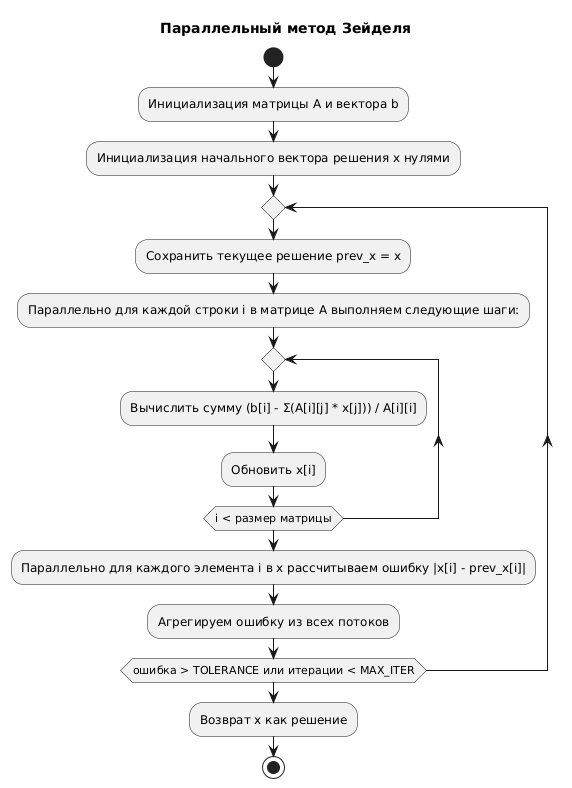 Параллельный метод Зейделя
Инициализация матрицы A и вектора b
Инициализация начального вектора решения x нулями
Сохранить текущее решение prev_x = x
Параллельно для каждой строки i в матрице A выполняем следующие шаги:
Вычислить сумму (b[i] - Σ(A[i][j] * x[j])) / A[i][i]
Обновить x[i]
i < размер матрицы
Параллельно для каждого элемента i в x рассчитываем ошибку |x[i] - prev_x[i]|
Агрегируем ошибку из всех потоков
ошибка > TOLERANCE или итерации < MAX_ITER
Возврат x как решение